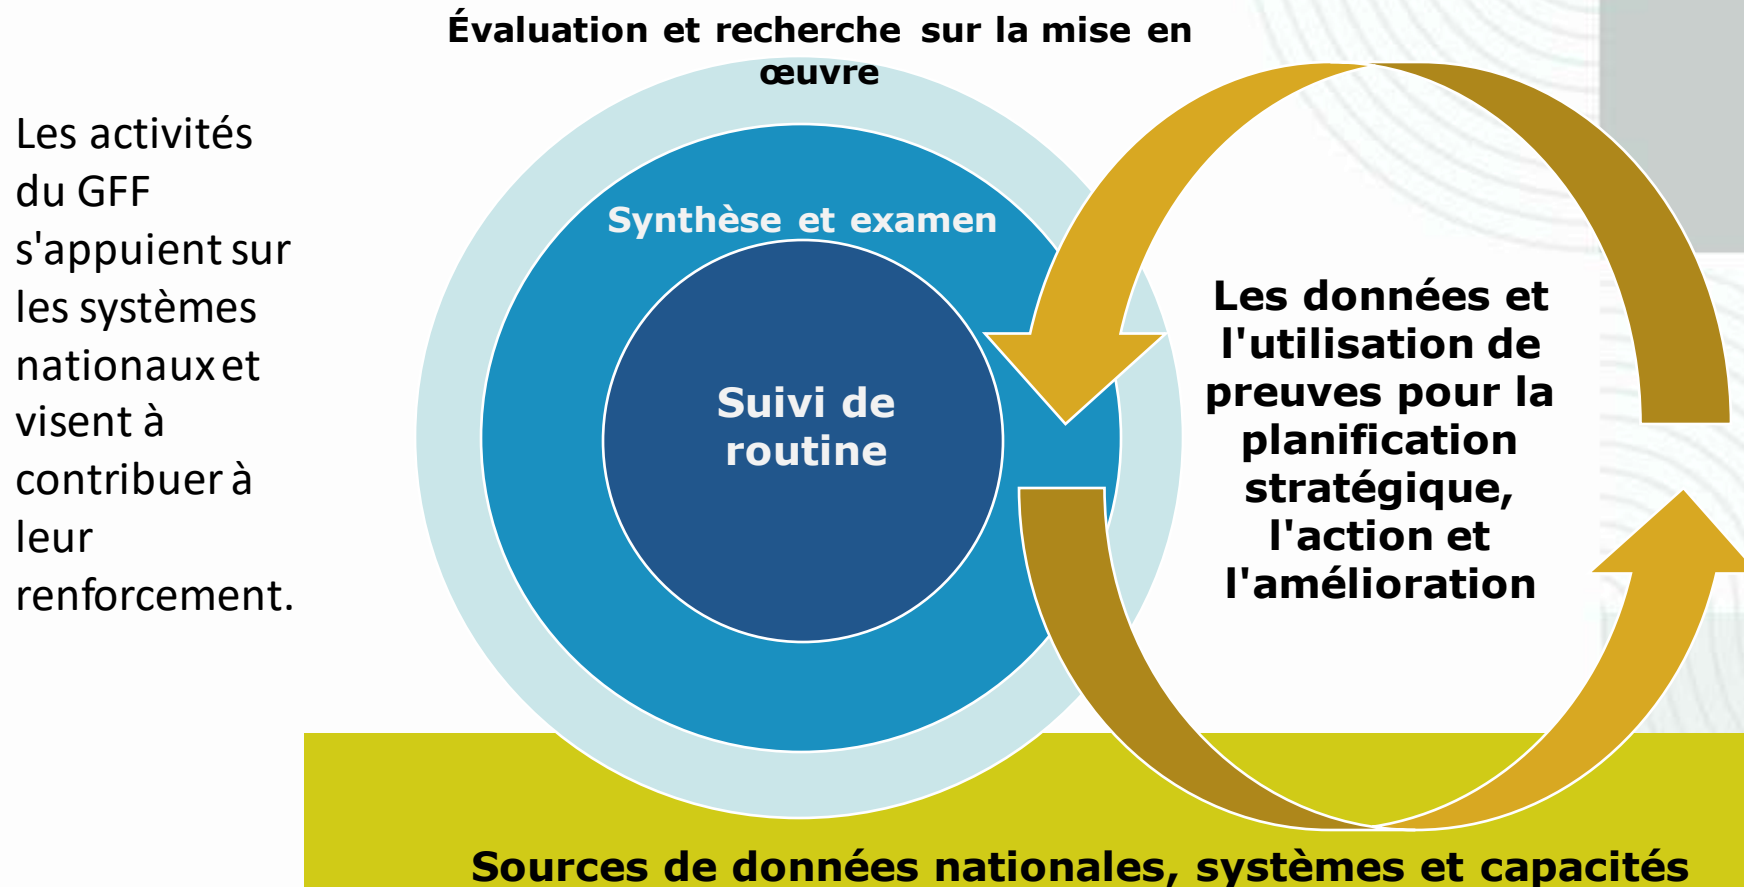 Évaluation et recherche sur la mise en
œuvre
Les activités
du GFF
s'appuient sur
les systèmes
nationaux et
visent à
contribuer à
leur
renforcement.
Synthèse et examen
Suivi de
routine
Les données et
l'utilisation de
preuves pour la
planification
stratégique,
l'action et
l'amélioration
Sources de données nationales, systèmes et capacités